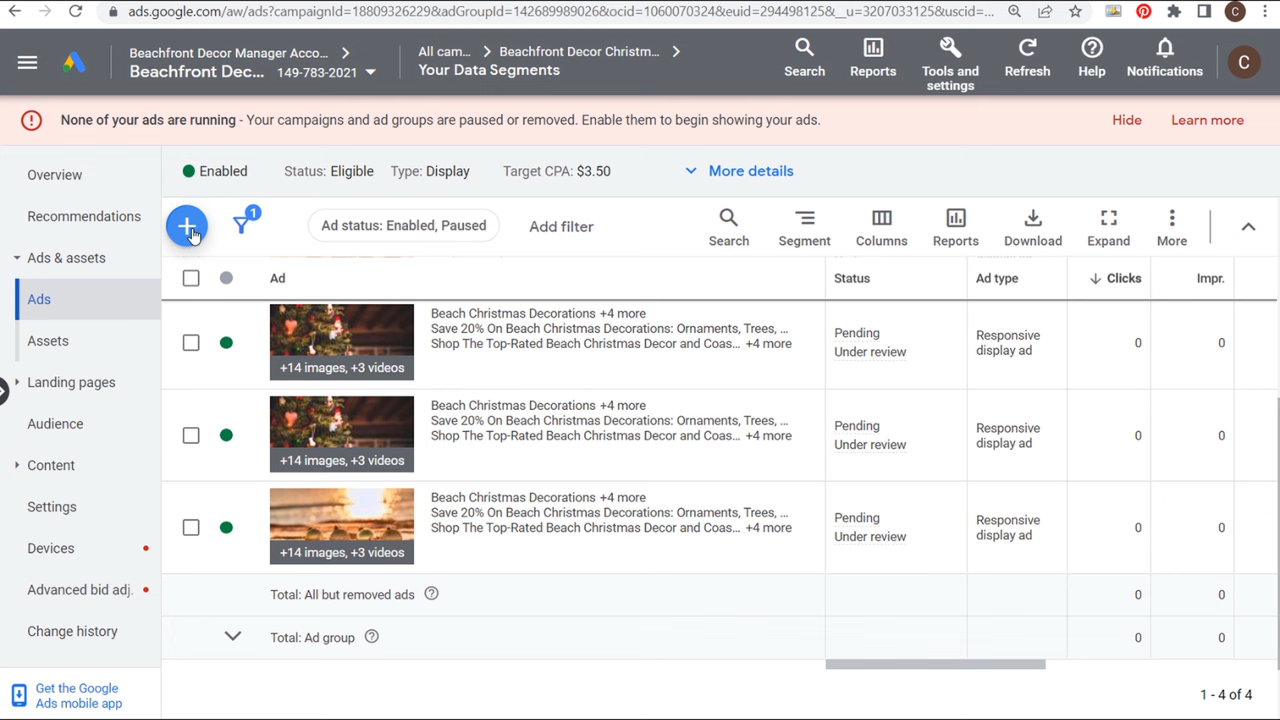 ads.google.com/aw/ads?campaignId=18809326229&adGroupId=142689989026&ocid=1060070324&euid=294498125&__u=3207033125&uscid=...
Beachfront Decor Manager Acco...
Beachfront Dec... 149-783-2021
All cam... Beachfront Decor Christm...
Your Data Segments
Search
Reports
Tools and settings
Refresh
Help
Notifications
C
C
None of your ads are running - Your campaigns and ad groups are paused or removed. Enable them to begin showing your ads.
Hide
Learn more
Overview
Recommendations
Ads & assets
Ads
Assets
Landing pages
Audience
Content
Settings
Devices
Advanced bid adj.
Change history
Get the Google
Ads mobile app
Enabled Status: Eligible Type: Display Target CPA: $3.50 More details
1
Ad status: Enabled, Paused
Add filter
Search
Segment
Columns
Reports
Download
Expand
More
Ad Status Ad type Clicks Impr.
+14 images, +3 videos
Beach Christmas Decorations +4 more
Save 20% On Beach Christmas Decorations: Ornaments, Trees, ...
Shop The Top-Rated Beach Christmas Decor and Coas... +4 more
Pending
Under review
Responsive
display ad
0
0
+14 images, +3 videos
Beach Christmas Decorations +4 more
Save 20% On Beach Christmas Decorations: Ornaments, Trees, ...
Shop The Top-Rated Beach Christmas Decor and Coas... +4 more
Pending
Under review
Responsive
display ad
0
0
+14 images, +3 videos
Beach Christmas Decorations +4 more
Save 20% On Beach Christmas Decorations: Ornaments, Trees, ...
Shop The Top-Rated Beach Christmas Decor and Coas... +4 more
Pending
Under review
Responsive
display ad
0
0
Total: All but removed ads 0 0
Total: Ad group 0 0
1 - 4 of 4